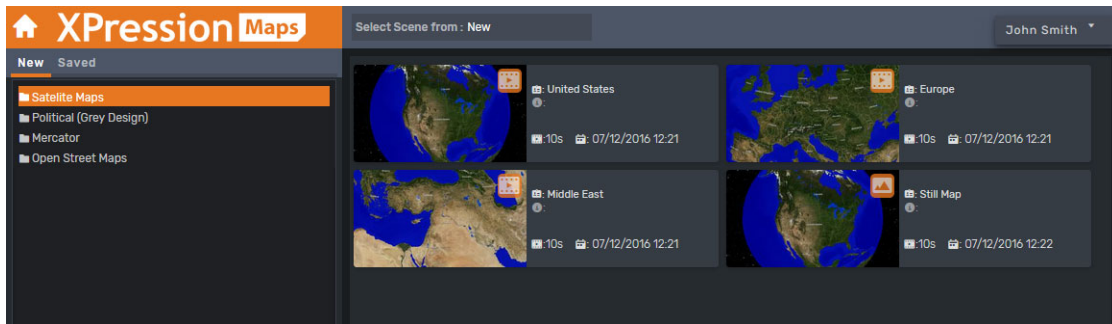 XPression Maps
Select Scene from : New
John Smith
New Saved
Satelite Maps
Political (Grey Design)
Mercator
Open Street Maps
: United States
:
:10s : 07/12/2016 12:21
: Europe
:
:10s : 07/12/2016 12:21
: Middle East
:
:10s : 07/12/2016 12:21
: Still Map
:
:10s : 07/12/2016 12:22